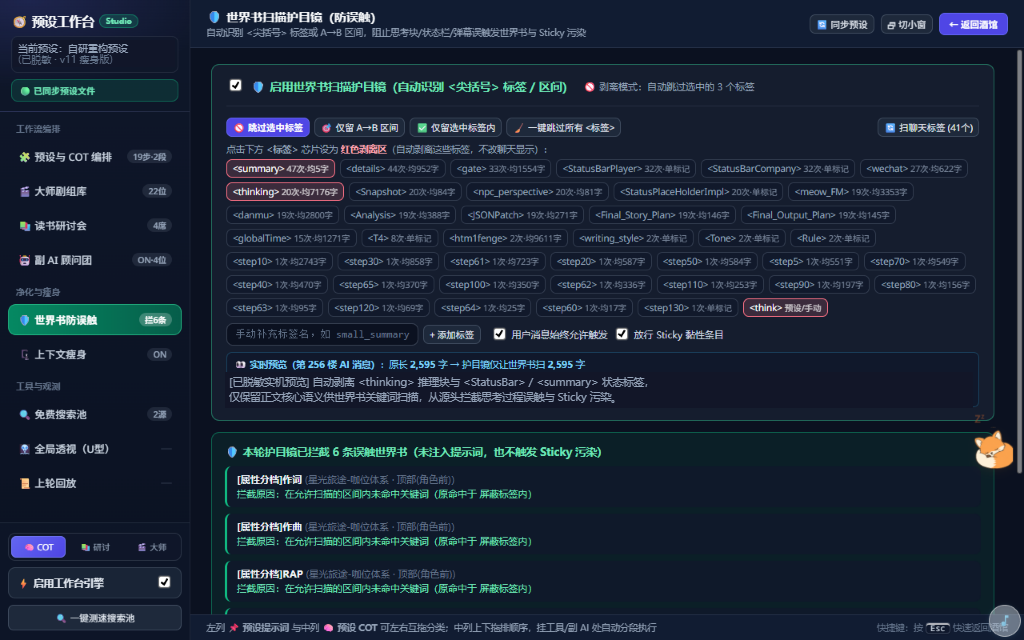 预设工作台 Studio
当前预设：自研重构预设
（已脱敏 · v11 瘦身版）
已同步预设文件
工作流编排
预设与 COT 编排 19步·2段
大师剧组库 22位
读书研讨会 4席
副 AI 顾问团 ON·4位
净化与瘦身
世界书防误触 拦6条
上下文瘦身 ON
工具与观测
免费搜索池 2源
全局透视（U型） —
上轮回放 —
COT 研讨 大师
启用工作台引擎
一键测速搜索池
世界书扫描护目镜（防误触）
自动识别 <尖括号> 标签或 A→B 区间，阻止思考块/状态栏/弹幕误触发世界书与 Sticky 污染
同步预设 切小窗 ← 返回酒馆
启用世界书扫描护目镜（自动识别 <尖括号> 标签 / 区间） 剥离模式：自动跳过选中的 3 个标签
跳过选中标签 仅留 A→B 区间 仅留选中标签内 一键跳过所有 <标签> 扫聊天标签 (41个)
点击下方 <标签> 芯片设为 红色剥离区（自动剥离这些标签，不改聊天显示）：
<summary> 47次·均5字 <details> 44次·均952字 <gate> 33次·均1554字 <StatusBarPlayer> 32次·单标记 <StatusBarCompany> 32次·单标记 <wechat> 27次·均622字
<thinking> 20次·均7176字 <Snapshot> 20次·均84字 <npc_perspective> 20次·均81字 <StatusPlaceHolderImpl> 20次·单标记 <meow_FM> 19次·均3353字
<danmu> 19次·均2800字 <Analysis> 19次·均388字 <JSONPatch> 19次·均271字 <Final_Story_Plan> 19次·均146字 <Final_Output_Plan> 19次·均145字
<globalTime> 15次·均1271字 <T4> 8次·单标记 <htm1fenge> 2次·均9611字 <writing_style> 2次·单标记 <Tone> 2次·单标记 <Rule> 2次·单标记
<step10> 1次·均2743字 <step30> 1次·均858字 <step61> 1次·均723字 <step20> 1次·均587字 <step50> 1次·均584字 <step5> 1次·均551字 <step70> 1次·均549字
<step40> 1次·均470字 <step65> 1次·均370字 <step100> 1次·均350字 <step62> 1次·均336字 <step110> 1次·均253字 <step90> 1次·均197字 <step80> 1次·均156字
<step63> 1次·均95字 <step120> 1次·均69字 <step64> 1次·均25字 <step60> 1次·均17字 <step130> 1次·单标记 <think> 预设/手动
手动补充标签名，如 small_summary + 添加标签 用户消息始终允许触发 放行 Sticky 黏性条目
实时预览（第 256 楼 AI 消息）：原长 2,595 字 → 护目镜仅让世界书扫 2,595 字
[已脱敏实机预览] 自动剥离 <thinking> 推理块与 <StatusBar> / <summary> 状态标签，
仅保留正文核心语义供世界书关键词扫描，从源头拦截思考过程误触与 Sticky 污染。
本轮护目镜已拦截 6 条误触世界书（未注入提示词，也不触发 Sticky 污染）
[属性分档]作词 (星光旅途-咖位体系 · 顶部(角色前))
拦截原因：在允许扫描的区间内未命中关键词（原命中于 屏蔽标签内）
[属性分档]作曲 (星光旅途-咖位体系 · 顶部(角色前))
拦截原因：在允许扫描的区间内未命中关键词（原命中于 屏蔽标签内）
[属性分档]RAP (星光旅途-咖位体系 · 顶部(角色前))
拦截原因：在允许扫描的区间内未命中关键词（原命中于 屏蔽标签内）
左列 预设提示词 与中列 预设 COT 可左右互拖分类；中列上下拖排顺序，挂工具/副 AI 处自动分段执行
快捷键：按 Esc 快速返回